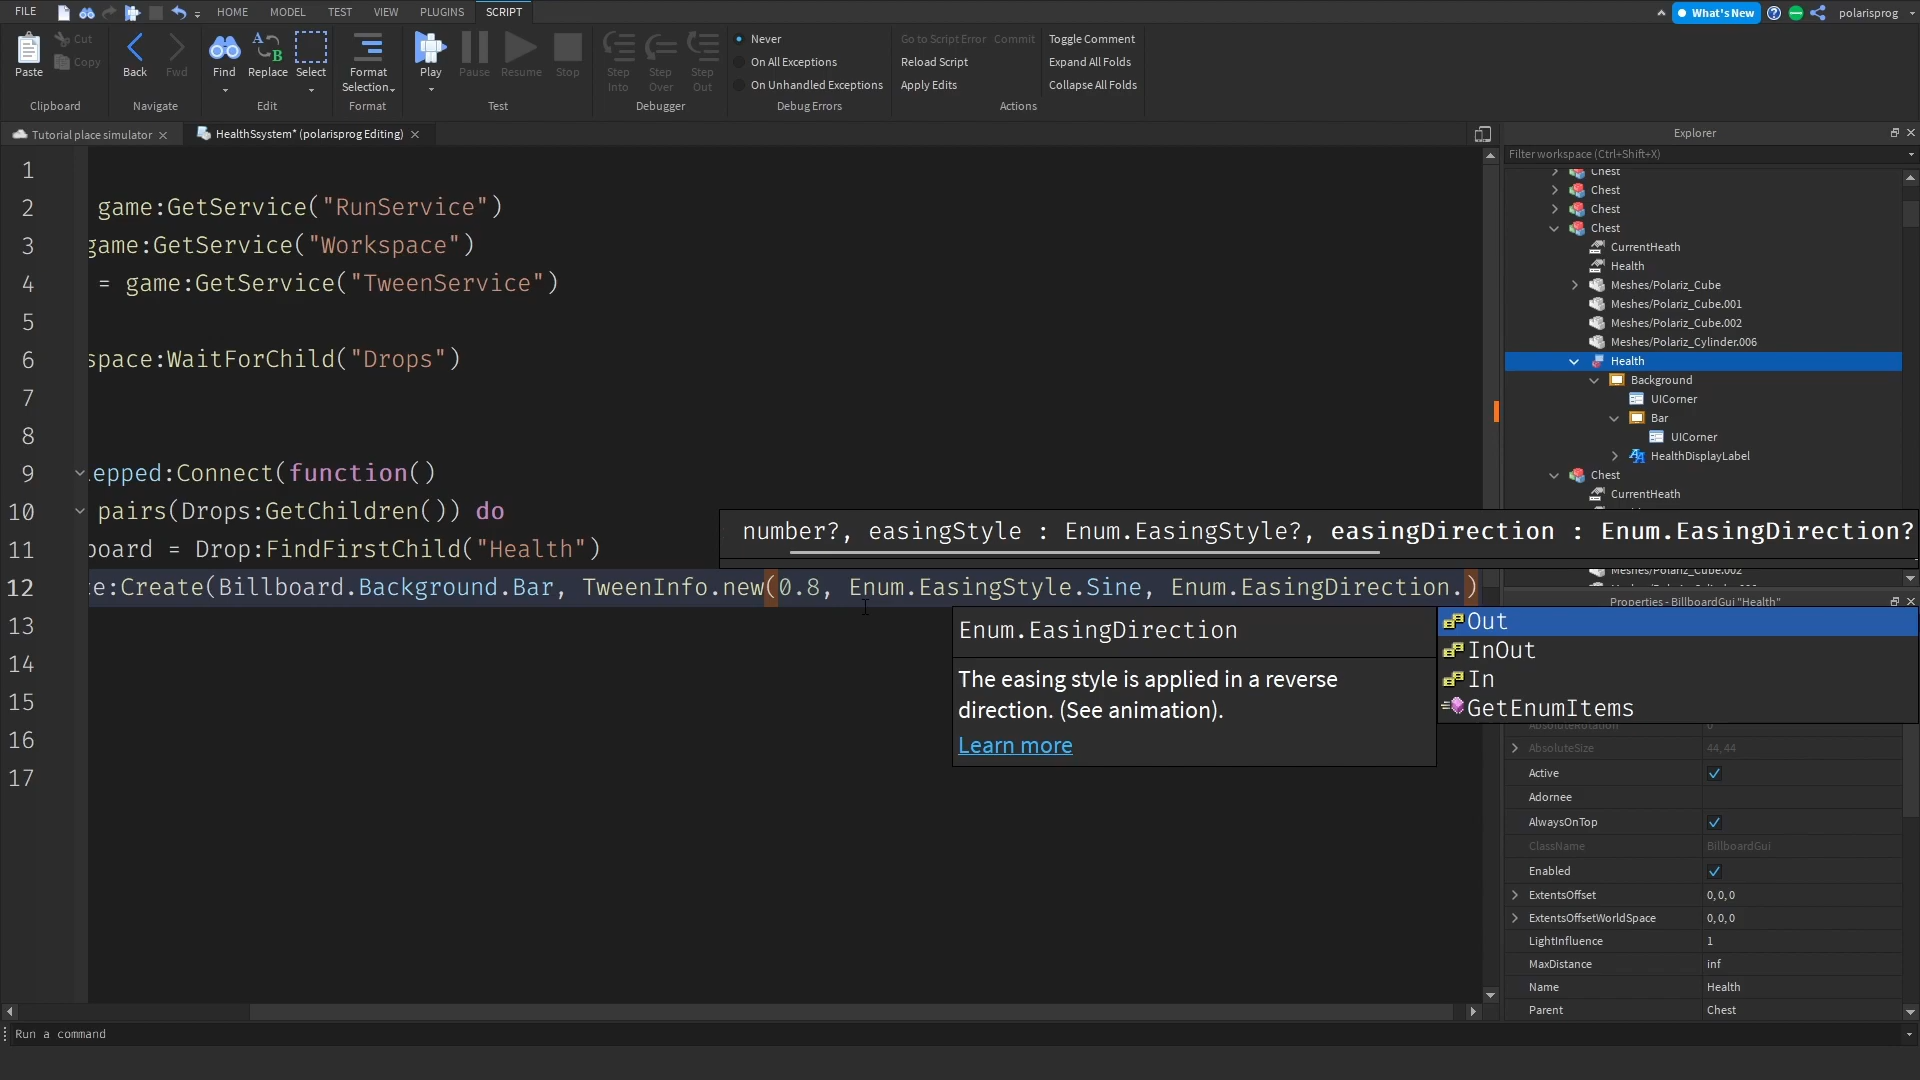 FILE HOME MODEL TEST VIEW PLUGINS SCRIPT What's New polarisprog
Paste Cut Copy Back Fwd Find Replace Select Format Selection Play Pause Resume Stop Step Into Step Over Step Out
Never
On All Exceptions
On Unhandled Exceptions
Go to Script Error Commit Toggle Comment
Reload Script Expand All Folds
Apply Edits Collapse All Folds
Clipboard Navigate Edit Format Test Debugger Debug Errors Actions
Tutorial place simulator HealthSsystem* (polarisprog Editing) Explorer
Filter workspace (Ctrl+Shift+X)
1
2 game:GetService("RunService")
3 game:GetService("Workspace")
4 = game:GetService("TweenService")
5
6 space:WaitForChild("Drops")
7
8
9 epped:Connect(function()
10 pairs(Drops:GetChildren()) do
11 board = Drop:FindFirstChild("Health")
12 e:Create(Billboard.Background.Bar, TweenInfo.new(0.8, Enum.EasingStyle.Sine, Enum.EasingDirection.)
13
14
15
16
17
number?, easingStyle : Enum.EasingStyle?, easingDirection : Enum.EasingDirection?
Enum.EasingDirection
The easing style is applied in a reverse
direction. (See animation).
Learn more
Out
InOut
In
GetEnumItems
Chest
Chest
Chest
Chest
CurrentHeath
Health
Meshes/Polariz_Cube
Meshes/Polariz_Cube.001
Meshes/Polariz_Cube.002
Meshes/Polariz_Cylinder.006
Health
Background
UICorner
Bar
UICorner
HealthDisplayLabel
Chest
CurrentHeath
Meshes/Polariz_Cube.002
Properties - BillboardGui "Health"
AbsoluteRotation 0
AbsoluteSize 44, 44
Active
Adornee
AlwaysOnTop
ClassName BillboardGui
Enabled
ExtentsOffset 0, 0, 0
ExtentsOffsetWorldSpace 0, 0, 0
LightInfluence 1
MaxDistance inf
Name Health
Parent Chest
Run a command